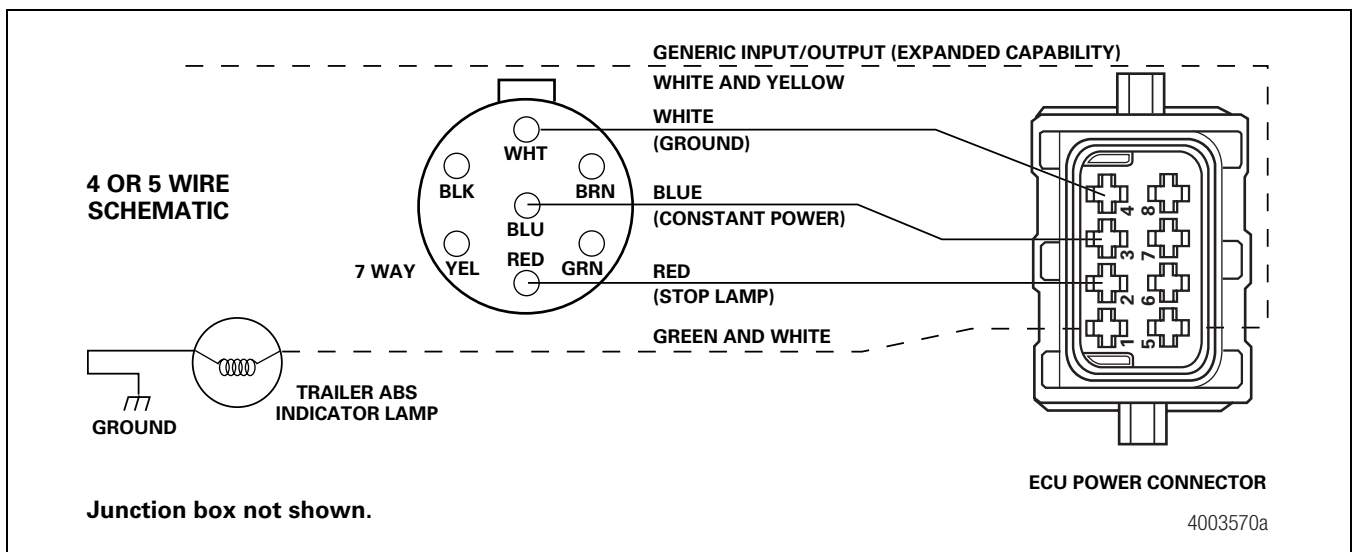 GENERIC INPUT/OUTPUT (EXPANDED CAPABILITY)
WHITE AND YELLOW
WHITE
(GROUND)
WHT
BLK
BRN
4 OR 5 WIRE
SCHEMATIC
BLUE
(CONSTANT POWER)
BLU
YEL
RED
GRN
7 WAY
RED
(STOP LAMP)
GREEN AND WHITE
4
8
3
7
2
6
1
5
TRAILER ABS
INDICATOR LAMP
GROUND
ECU POWER CONNECTOR
Junction box not shown.
4003570a